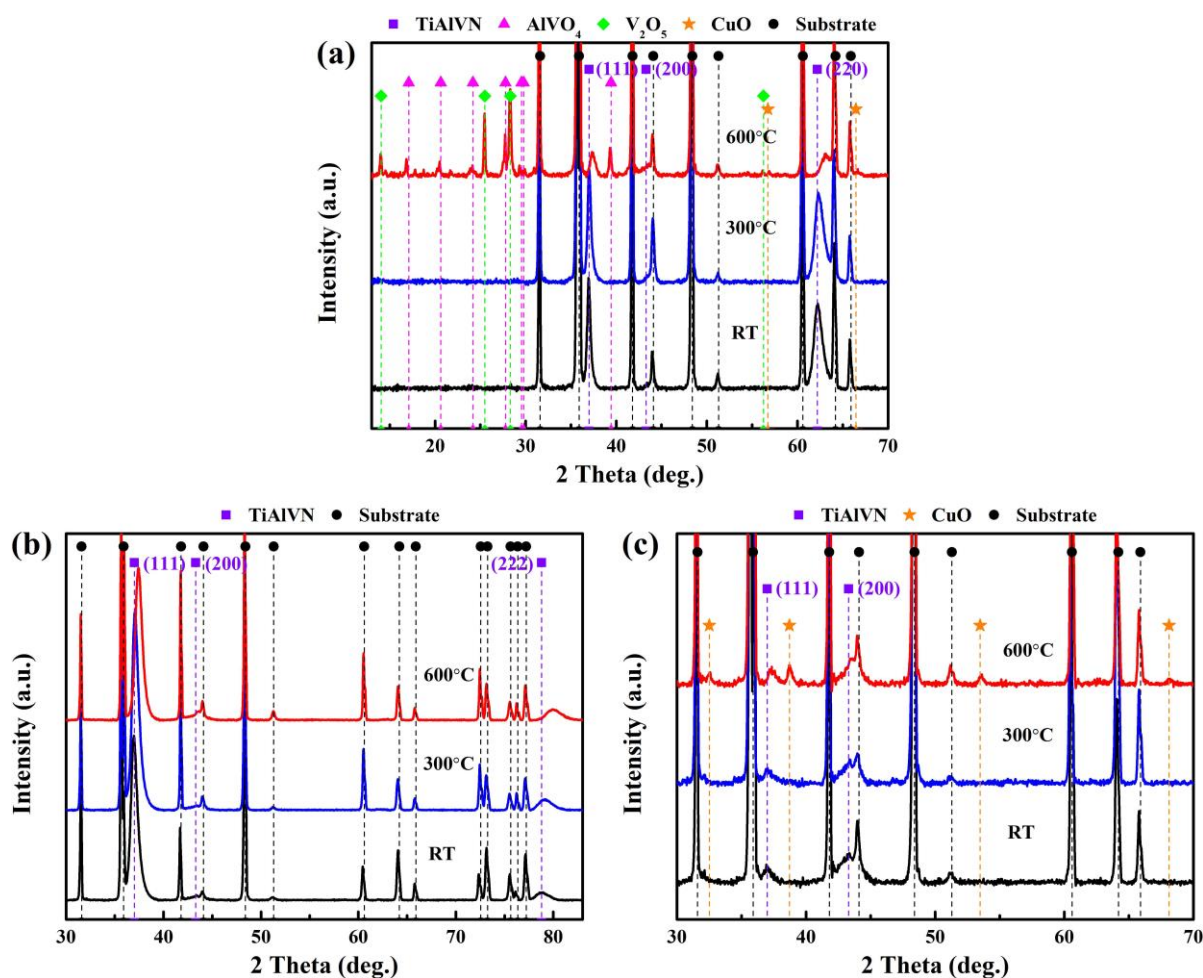 TiAlVN AlVO₄ V₂O₅ CuO Substrate
(a)
(111) (200) (220)
600°C
300°C
RT
Intensity (a.u.)
20 30 40 50 60 70
2 Theta (deg.)
TiAlVN Substrate
(b)
(111) (200) (222)
600°C
300°C
RT
Intensity (a.u.)
30 40 50 60 70 80
2 Theta (deg.)
TiAlVN CuO Substrate
(c)
(111) (200)
600°C
300°C
RT
Intensity (a.u.)
30 40 50 60 70
2 Theta (deg.)